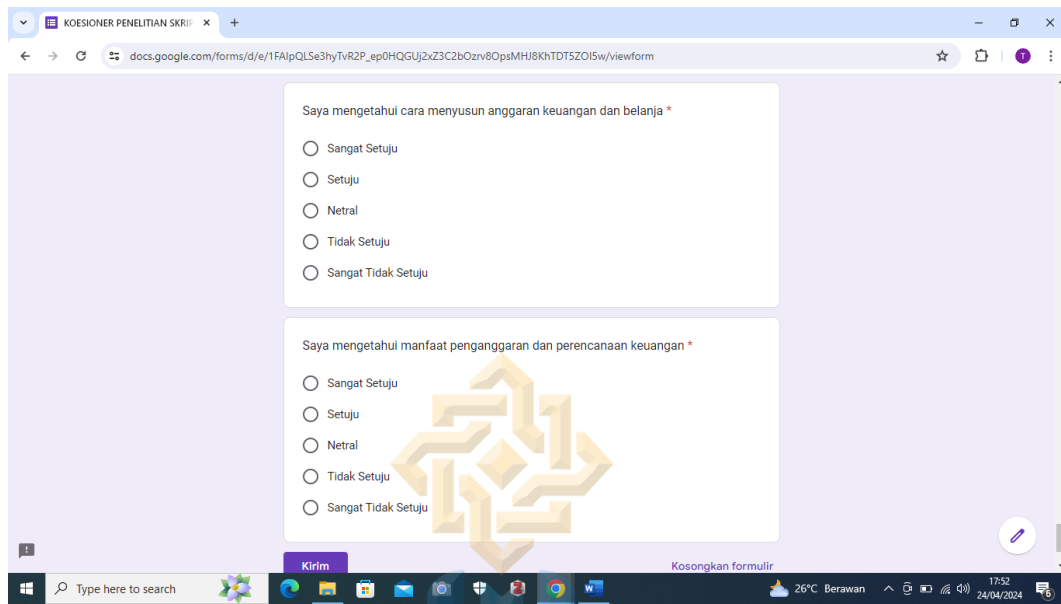 KOESIONER PENELITIAN SKRIP
docs.google.com/forms/d/e/1FAIpQLSe3hyTvR2P_ep0HQGUj2xZ3C2bOzrv8OpsMHJ8KhTDT5ZOI5w/viewform
T
Saya mengetahui cara menyusun anggaran keuangan dan belanja *
Sangat Setuju
Setuju
Netral
Tidak Setuju
Sangat Tidak Setuju
Saya mengetahui manfaat penganggaran dan perencanaan keuangan *
Sangat Setuju
Setuju
Netral
Tidak Setuju
Sangat Tidak Setuju
Kirim
Kosongkan formulir
Type here to search
26°C Berawan
17:52
24/04/2024
6